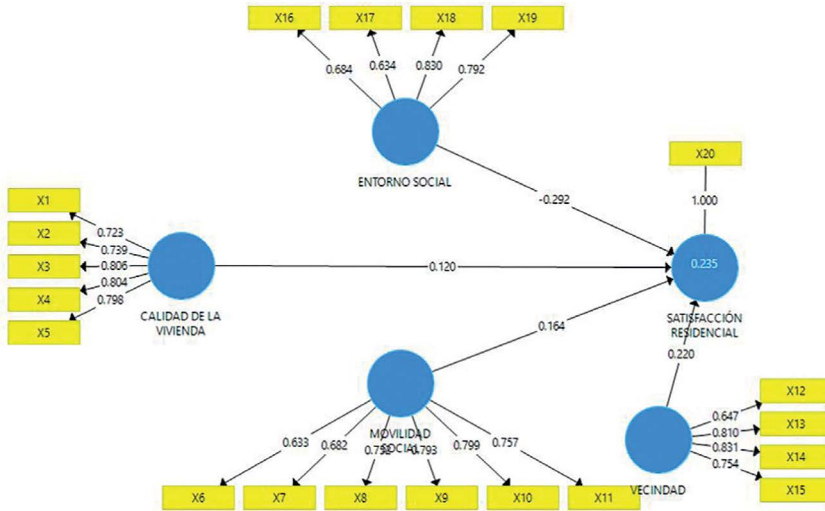 X16 X17 X18 X19
0.684 0.634 0.830 0.792
ENTORNO SOCIAL
X20
1.000
-0.292
X1
X2
X3
X4
X5
0.723
0.739
0.806
0.804
0.798
CALIDAD DE LA
VIVIENDA
0.120
0.235
SATISFACCIÓN
RESIDENCIAL
0.164
0.220
MOVILIDAD
SOCIAL
0.633 0.682 0.793 0.799 0.757
X6 X7 X8 X9 X10 X11
VECINDAD
0.647
0.810
0.831
0.754
X12
X13
X14
X15